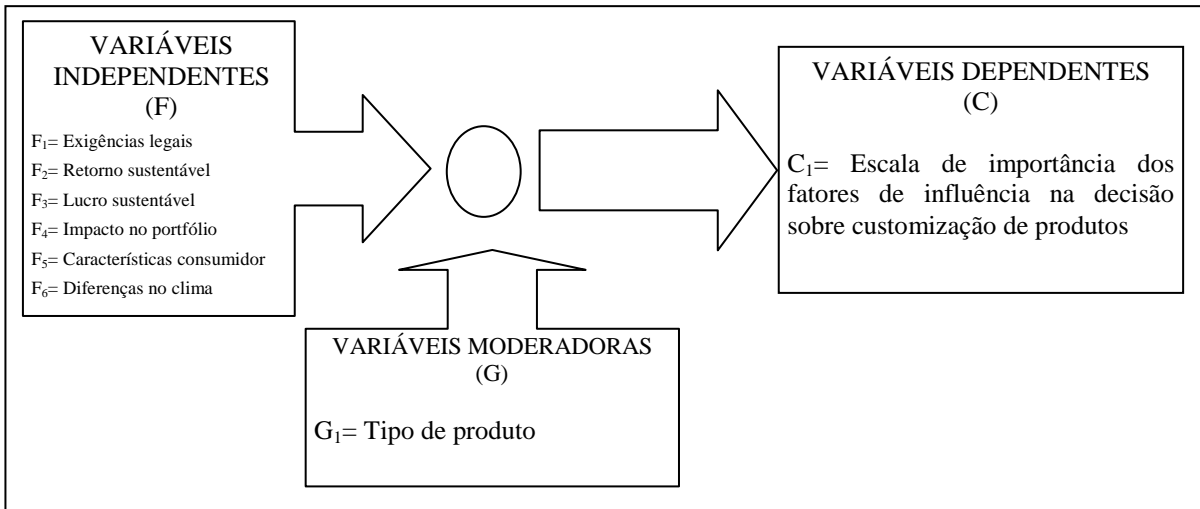 VARIÁVEIS
INDEPENDENTES
(F)
F₁= Exigências legais
F₂= Retorno sustentável
F₃= Lucro sustentável
F₄= Impacto no portfólio
F₅= Características consumidor
F₆= Diferenças no clima
VARIÁVEIS DEPENDENTES
(C)
C₁= Escala de importância dos
fatores de influência na decisão
sobre customização de produtos
VARIÁVEIS MODERADORAS
(G)
G₁= Tipo de produto